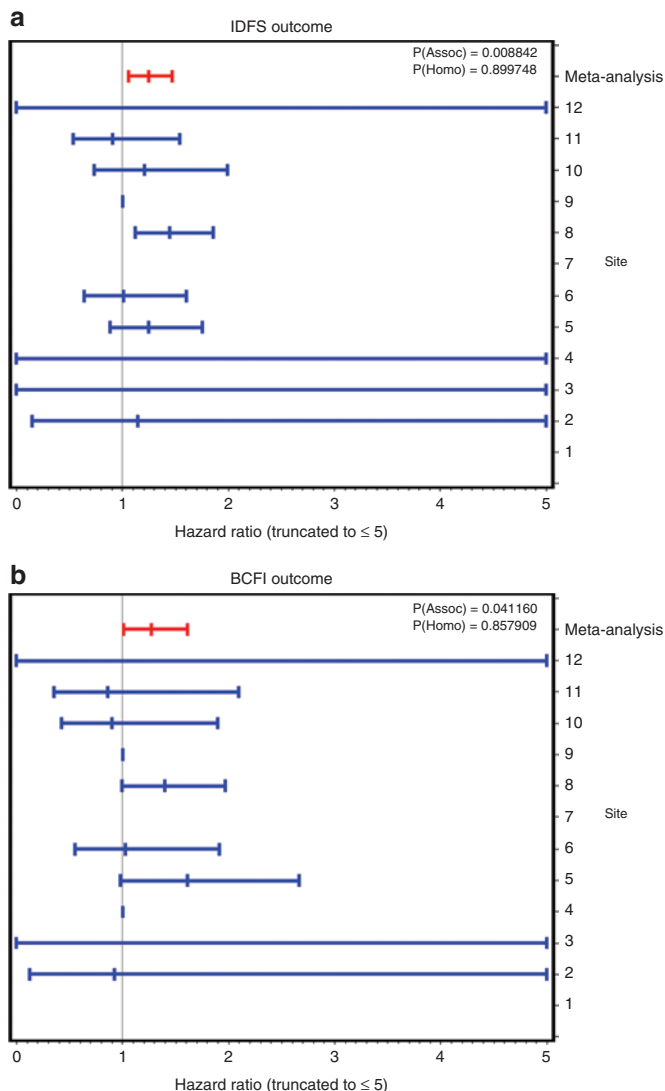 a
IDFS outcome
P(Assoc) = 0.008842
P(Homo) = 0.899748
Meta-analysis
12
11
10
9
8
7
Site
6
5
4
3
2
1
0 1 2 3 4 5
Hazard ratio (truncated to ≤ 5)
b
BCFI outcome
P(Assoc) = 0.041160
P(Homo) = 0.857909
Meta-analysis
12
11
10
9
8
7
Site
6
5
4
3
2
1
0 1 2 3 4 5
Hazard ratio (truncated to ≤ 5)